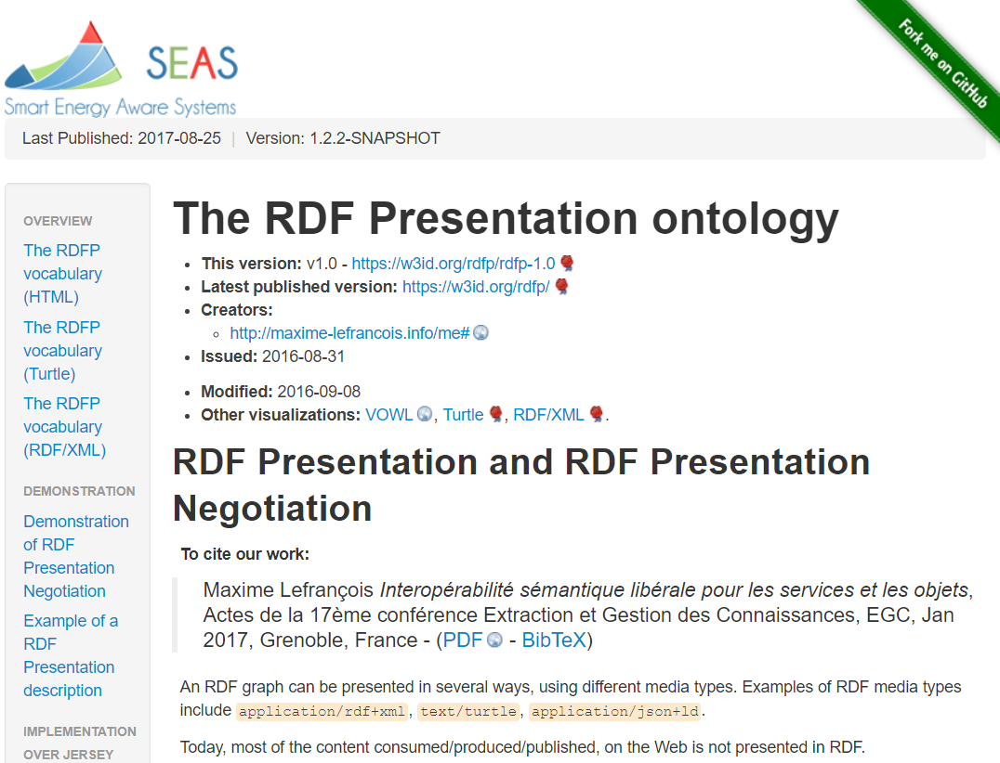 SEAS
Smart Energy Aware Systems
Fork me on GitHub
Last Published: 2017-08-25 | Version: 1.2.2-SNAPSHOT
OVERVIEW
The RDFP
vocabulary
(HTML)
The RDFP
vocabulary
(Turtle)
The RDFP
vocabulary
(RDF/XML)
DEMONSTRATION
Demonstration
of RDF
Presentation
Negotiation
Example of a
RDF
Presentation
description
IMPLEMENTATION
OVER JERSEY
The RDF Presentation ontology
• This version: v1.0 - https://w3id.org/rdfp/rdfp-1.0
• Latest published version: https://w3id.org/rdfp/
• Creators:
◦ http://maxime-lefrancois.info/me#
• Issued: 2016-08-31
• Modified: 2016-09-08
• Other visualizations: VOWL, Turtle, RDF/XML.
RDF Presentation and RDF Presentation
Negotiation
To cite our work:
Maxime Lefrançois Interopérabilité sémantique libérale pour les services et les objets,
Actes de la 17ème conférence Extraction et Gestion des Connaissances, EGC, Jan
2017, Grenoble, France - (PDF - BibTeX)
An RDF graph can be presented in several ways, using different media types. Examples of RDF media types
include application/rdf+xml, text/turtle, application/json+ld.
Today, most of the content consumed/produced/published, on the Web is not presented in RDF.